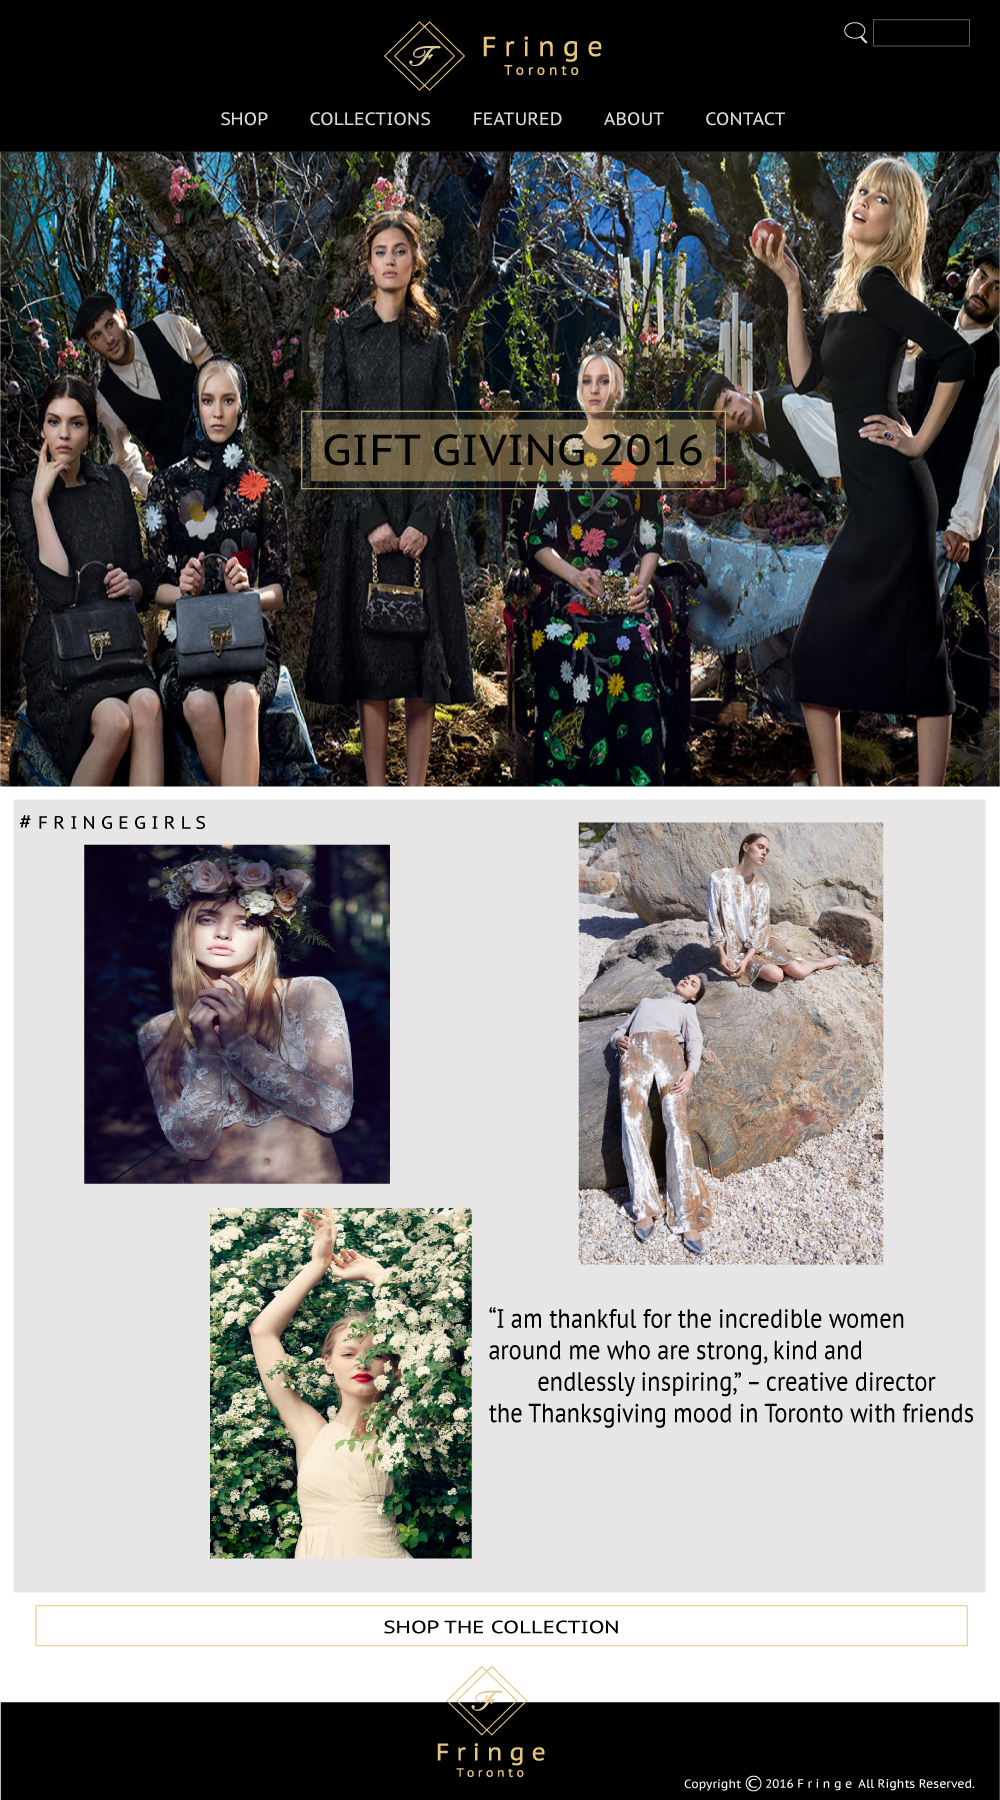 F
Fringe
Toronto
SHOP COLLECTIONS FEATURED ABOUT CONTACT
GIFT GIVING 2016
#FRINGEGIRLS
“I am thankful for the incredible women
around me who are strong, kind and
endlessly inspiring,” – creative director
the Thanksgiving mood in Toronto with friends
SHOP THE COLLECTION
F
Fringe
Toronto
Copyright © 2016 Fringe All Rights Reserved.